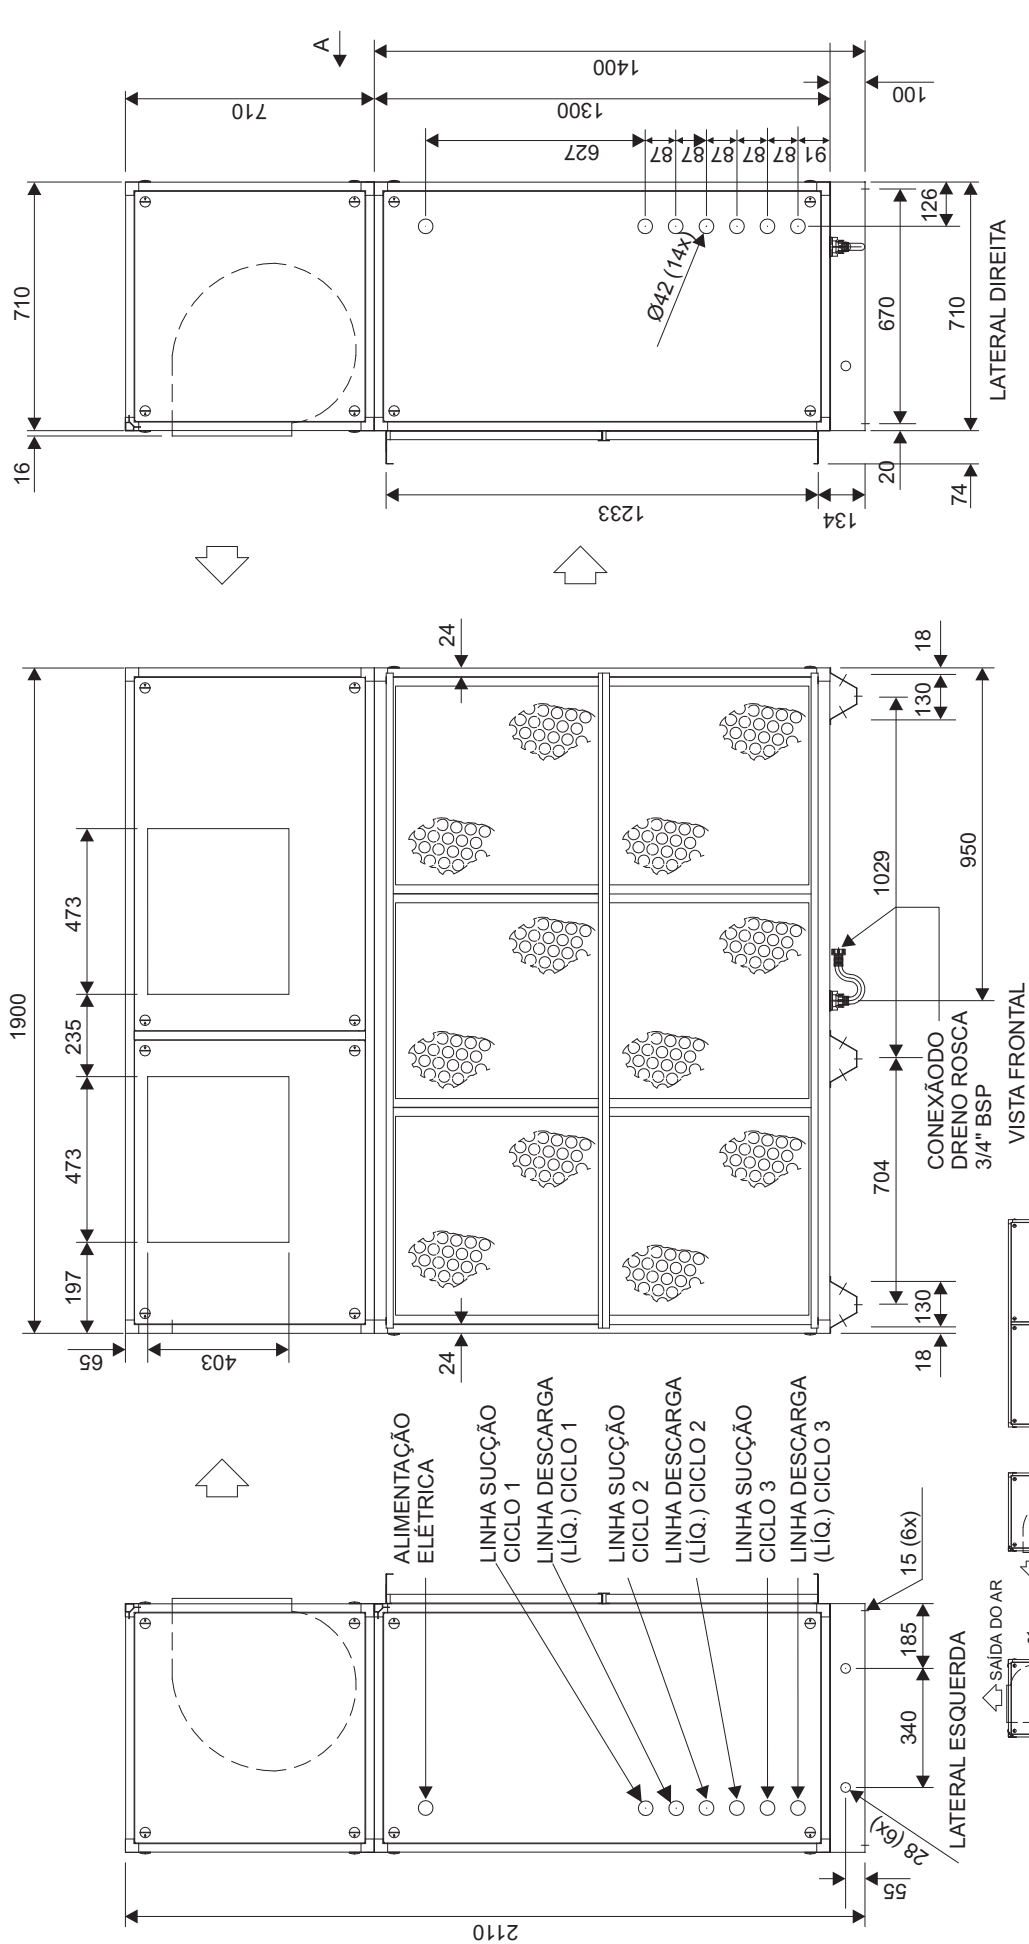 2110
ALIMENTAÇÃO
ELÉTRICA
LINHA SUCÇÃO
CICLO 1
LINHA DESCARGA
(LÍQ.) CICLO 1
LINHA SUCÇÃO
CICLO 2
LINHA DESCARGA
(LÍQ.) CICLO 2
LINHA SUCÇÃO
CICLO 3
LINHA DESCARGA
(LÍQ.) CICLO 3
15 (6x)
28 (6x)
55
340
185
LATERAL ESQUERDA
SAÍDA DO AR
1900
197
473
235
473
65
403
24
24
18
130
704
1029
130
18
950
CONEXÃODO
DRENO ROSCA
3/4" BSP
VISTA FRONTAL
16
710
710
A
1300
1400
100
627
87
87
87
87
87
91
Ø42 (14x)
1233
134
126
20
670
74
710
LATERAL DIREITA